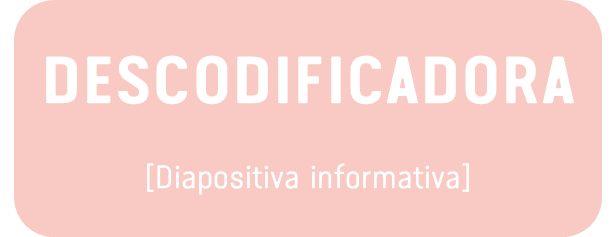 DESCODIFICADORA
[Diapositiva informativa]